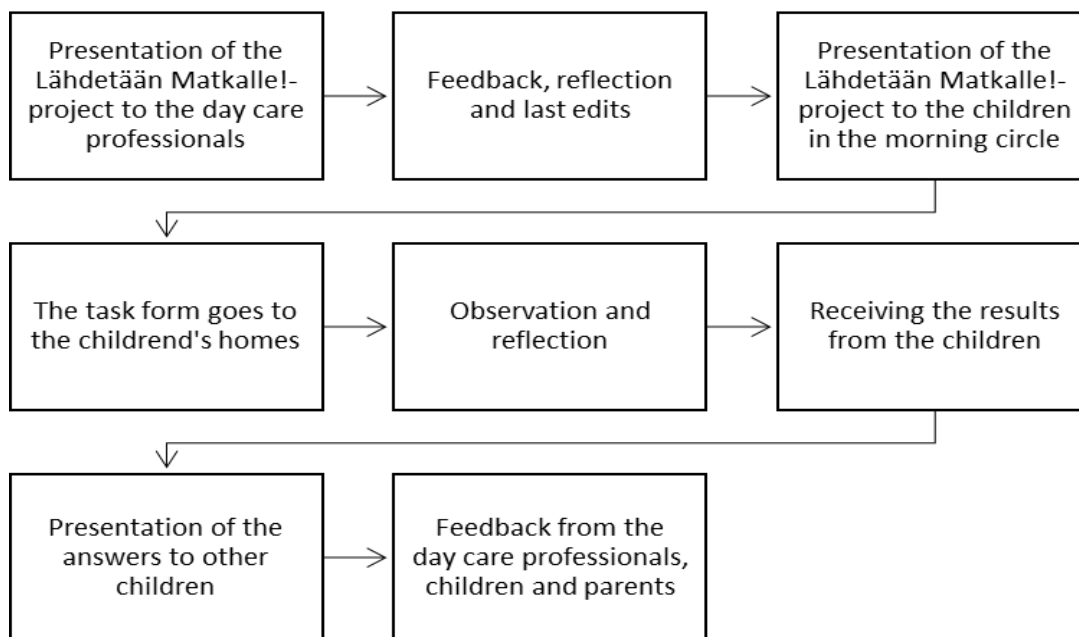 Presentation of the
Lähdetään Matkalle!-
project to the day care
professionals
Feedback, reflection
and last edits
Presentation of the
Lähdetään Matkalle!-
project to the children
in the morning circle
The task form goes to
the childrend's homes
Observation and
reflection
Receiving the results
from the children
Presentation of the
answers to other
children
Feedback from the
day care professionals,
children and parents